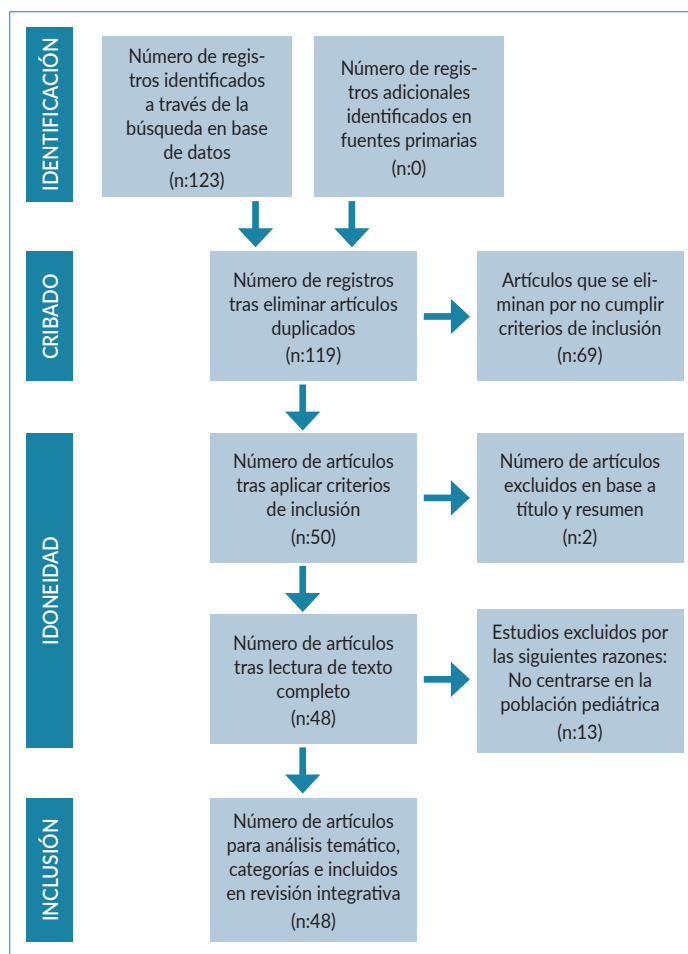 IDENTIFICACIÓN
Número de regis-
tros identificados
a través de la
búsqueda en base
de datos
(n:123)
Número de regis-
tros adicionales
identificados en
fuentes primarias
(n:0)
CRIBADO
Número de registros
tras eliminar artículos
duplicados
(n:119)
Artículos que se eli-
minan por no cumplir
criterios de inclusión
(n:69)
IDONEIDAD
Número de artículos
tras aplicar criterios
de inclusión
(n:50)
Número de artículos
excluidos en base a
título y resumen
(n:2)
Número de artículos
tras lectura de texto
completo
(n:48)
Estudios excluidos por
las siguientes razones:
No centrarse en la
población pediátrica
(n:13)
INCLUSIÓN
Número de artículos
para análisis temático,
categorías e incluidos
en revisión integrativa
(n:48)